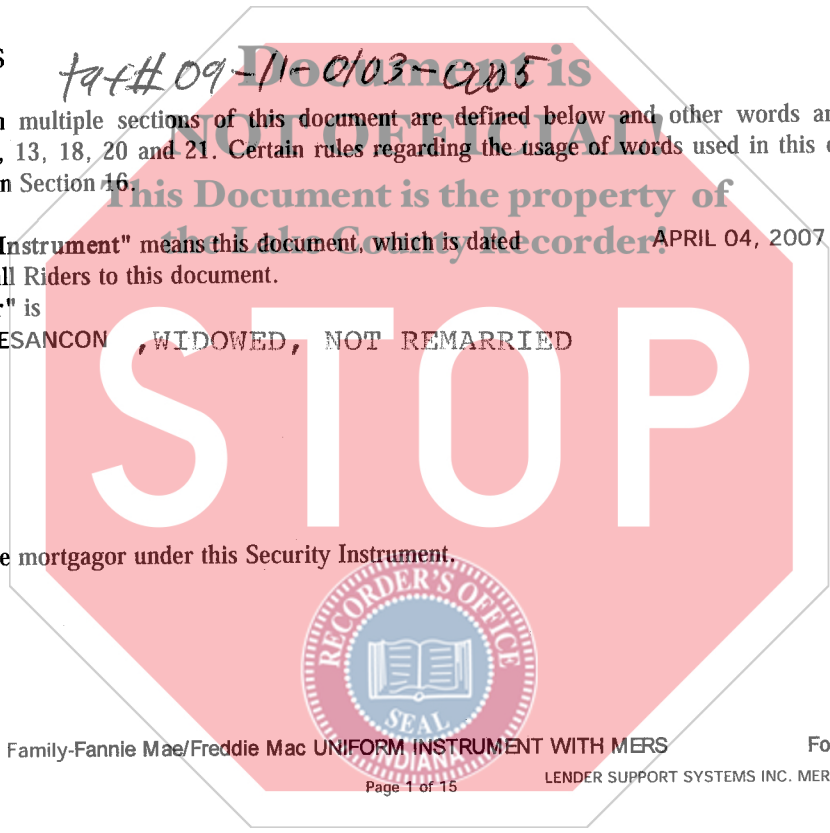 S
tax# 09-11-0103-0005
Document is
n multiple sections of this document are defined below and other words an
NOT OFFICIAL!
, 13, 18, 20 and 21. Certain rules regarding the usage of words used in this d
n Section 16.
This Document is the property of
the Lake County Recorder!
Instrument" means this document, which is dated APRIL 04, 2007
ll Riders to this document.
r" is
ESANCON , WIDOWED, NOT REMARRIED
STOP
e mortgagor under this Security Instrument.
RECORDER'S OFFICE
SEAL
INDIANA
Family-Fannie Mae/Freddie Mac UNIFORM INSTRUMENT WITH MERS Fo
LENDER SUPPORT SYSTEMS INC. MER
Page 1 of 15